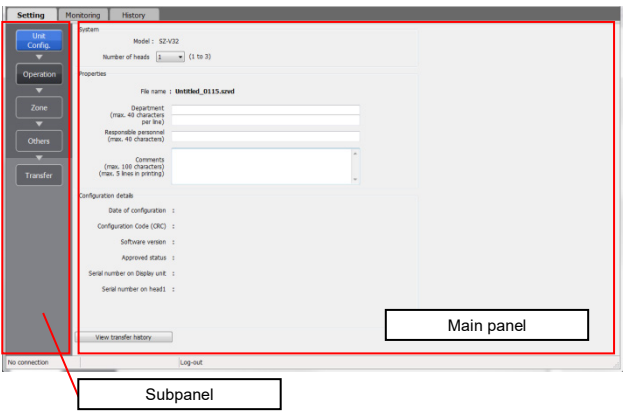 Setting Monitoring History
Unit
Config.
Operation
Zone
Others
Transfer
System
Model : SZ-V32
Number of heads 1 (1 to 3)
Properties
File name : Untitled_0115.szvd
Department
(max. 40 characters
per line)
Responsible personnel
(max. 40 characters)
Comments
(max. 100 characters)
(max. 5 lines in printing)
Configuration details
Date of configuration :
Configuration Code (CRC) :
Software version :
Approved status :
Serial number on Display unit :
Serial number on head1 :
View transfer history
Main panel
No connection Log-out
Subpanel